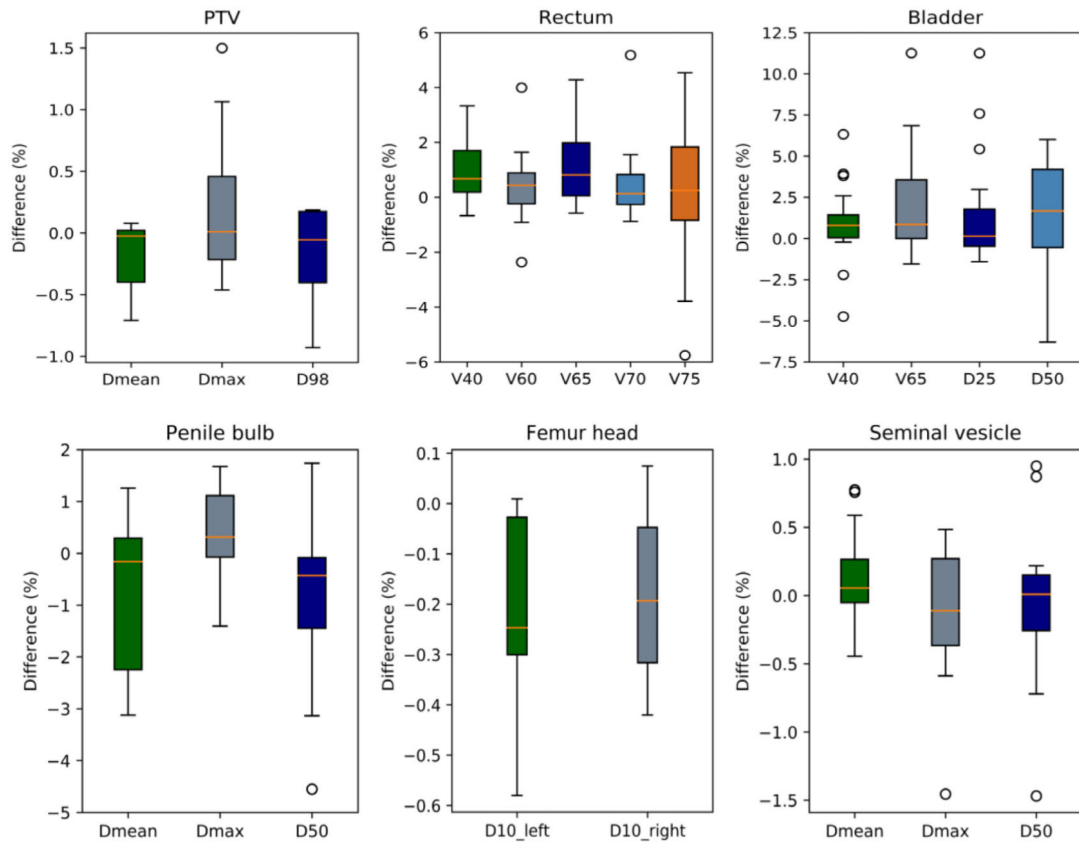 PTV
Difference (%)
1.5
1.0
0.5
0.0
−0.5
−1.0
Dmean Dmax D98
Rectum
Difference (%)
6
4
2
0
−2
−4
−6
V40 V60 V65 V70 V75
Bladder
Difference (%)
12.5
10.0
7.5
5.0
2.5
0.0
−2.5
−5.0
−7.5
V40 V65 D25 D50
Penile bulb
Difference (%)
2
1
0
−1
−2
−3
−4
−5
Dmean Dmax D50
Femur head
Difference (%)
0.1
0.0
−0.1
−0.2
−0.3
−0.4
−0.5
−0.6
D10_left D10_right
Seminal vesicle
Difference (%)
1.0
0.5
0.0
−0.5
−1.0
−1.5
Dmean Dmax D50